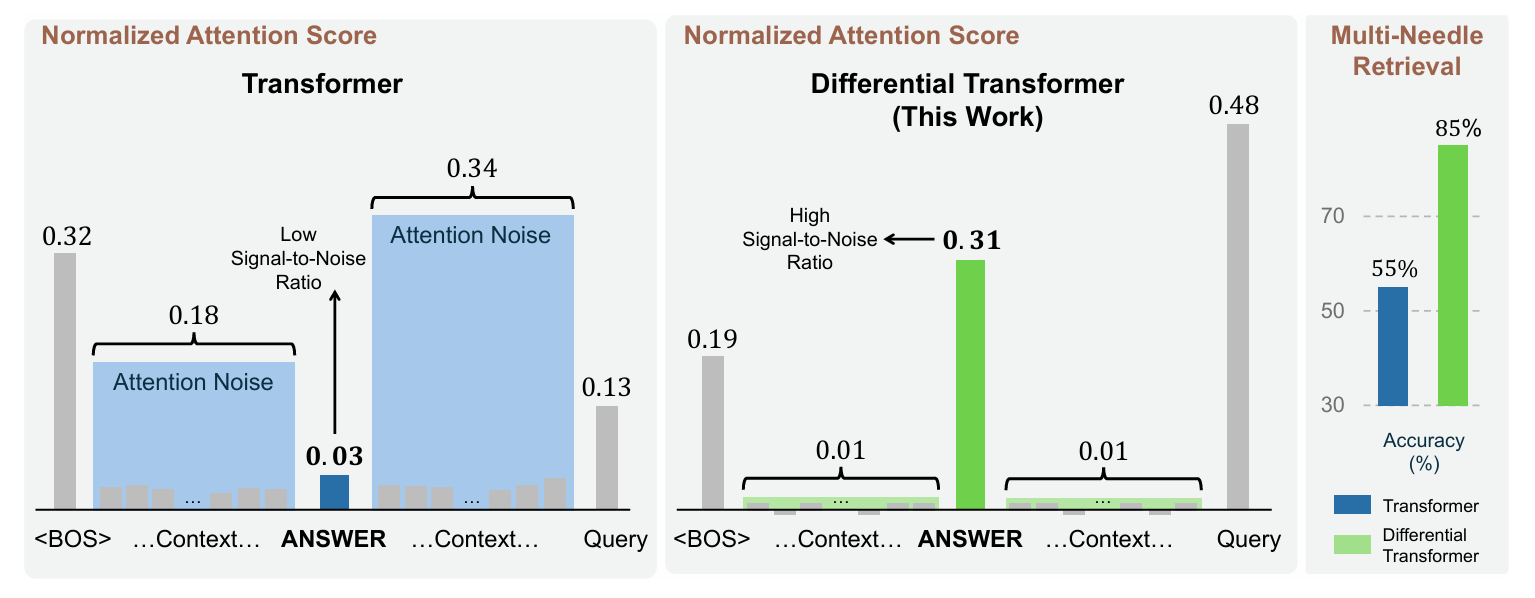 Normalized Attention Score
Transformer
0.32
0.18
Attention Noise
Low
Signal-to-Noise
Ratio
0.03
0.34
Attention Noise
0.13
...
...
<BOS>
...Context...
ANSWER
...Context...
Query
Normalized Attention Score
Differential Transformer
(This Work)
0.19
High
Signal-to-Noise
Ratio
0.31
0.01
0.01
0.48
...
...
<BOS>
...Context...
ANSWER
...Context...
Query
Multi-Needle
Retrieval
85%
70
55%
50
30
Accuracy
(%)
Transformer
Differential
Transformer